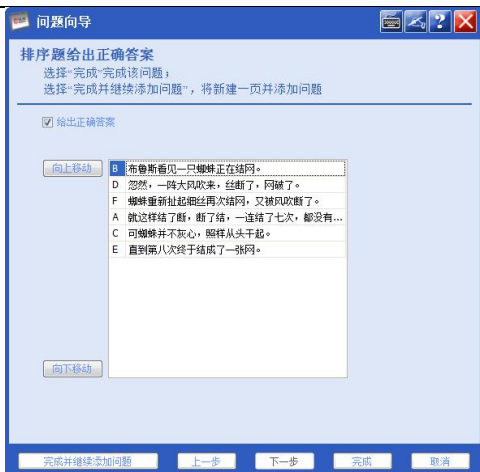 问题向导
排序题给出正确答案
选择“完成”完成该问题；
选择“完成并继续添加问题”，将新建一页并添加问题
给出正确答案
向上移动
B 布鲁斯看见一只蜘蛛正在结网。
D 忽然，一阵大风吹来，丝断了，网破了。
F 蜘蛛重新扯起细丝再次结网，又被风吹断了。
A 就这样结了断，断了结，一连结了七次，都没有...
C 可蜘蛛并不灰心，照样从头干起。
E 直到第八次终于结成了一张网。
向下移动
完成并继续添加问题 上一步 下一步 完成 取消